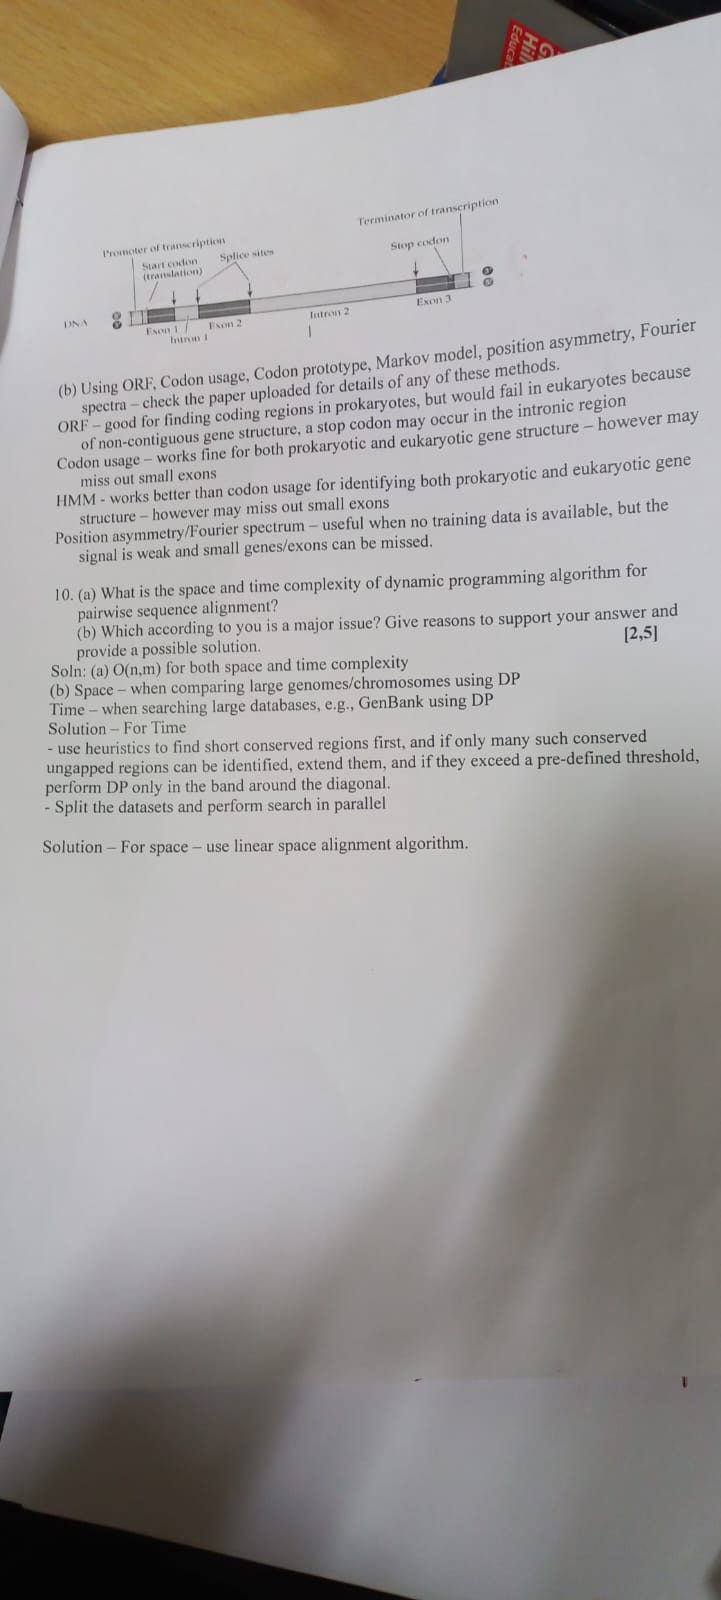 Hil
Educat
Terminator of transcription
Promoter of transcription
Stop codon
Start codon
(translation)
Splice sites
DNA
Exon 1
Intron 1
Exon 2
Intron 2
Exon 3
(b) Using ORF, Codon usage, Codon prototype, Markov model, position asymmetry, Fourier
spectra – check the paper uploaded for details of any of these methods.
ORF – good for finding coding regions in prokaryotes, but would fail in eukaryotes because
of non-contiguous gene structure, a stop codon may occur in the intronic region
Codon usage – works fine for both prokaryotic and eukaryotic gene structure – however may
miss out small exons
HMM - works better than codon usage for identifying both prokaryotic and eukaryotic gene
structure – however may miss out small exons
Position asymmetry/Fourier spectrum – useful when no training data is available, but the
signal is weak and small genes/exons can be missed.
10. (a) What is the space and time complexity of dynamic programming algorithm for
pairwise sequence alignment?
(b) Which according to you is a major issue? Give reasons to support your answer and
provide a possible solution. [2,5]
Soln: (a) O(n,m) for both space and time complexity
(b) Space – when comparing large genomes/chromosomes using DP
Time – when searching large databases, e.g., GenBank using DP
Solution – For Time
- use heuristics to find short conserved regions first, and if only many such conserved
ungapped regions can be identified, extend them, and if they exceed a pre-defined threshold,
perform DP only in the band around the diagonal.
- Split the datasets and perform search in parallel
Solution – For space – use linear space alignment algorithm.